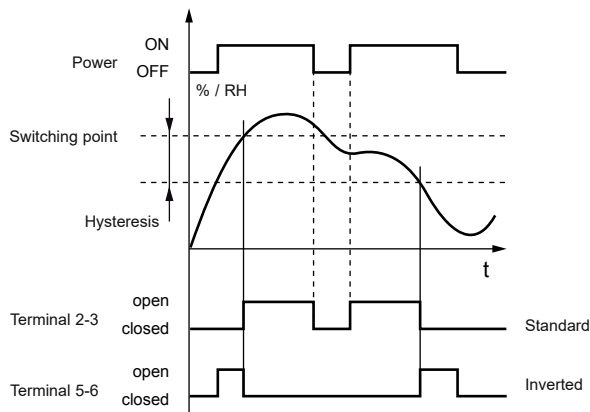 ON
Power
OFF
% / RH
Switching point
Hysteresis
t
open
Terminal 2-3
closed
Standard
open
Terminal 5-6
closed
Inverted